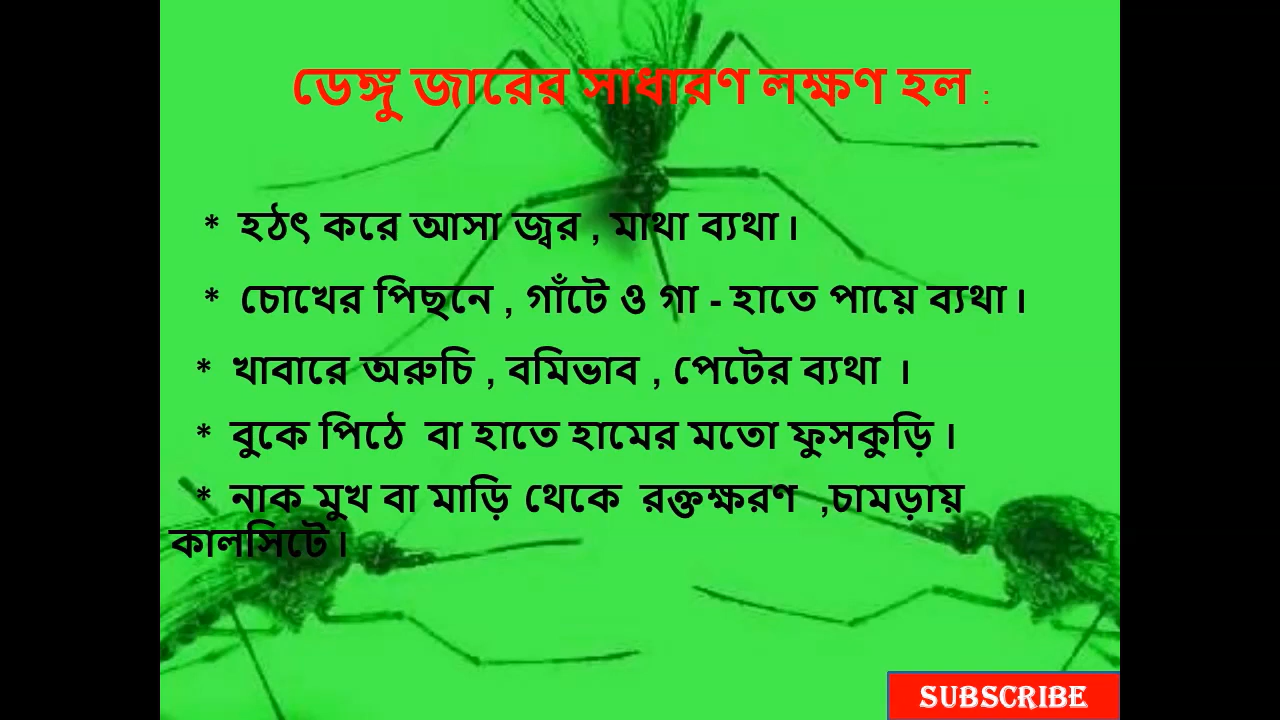 ডেঙ্গু জারের সাধারণ লক্ষণ হল :
* হঠৎ করে আসা জ্বর , মাথা ব্যথা।
* চোখের পিছনে , গাঁটে ও গা - হাতে পায়ে ব্যথা।
* খাবারে অরুচি , বমিভাব , পেটের ব্যথা ।
* বুকে পিঠে বা হাতে হামের মতো ফুসকুড়ি।
* নাক মুখ বা মাড়ি থেকে রক্তক্ষরণ ,চামড়ায়
কালসিটে।
SUBSCRIBE